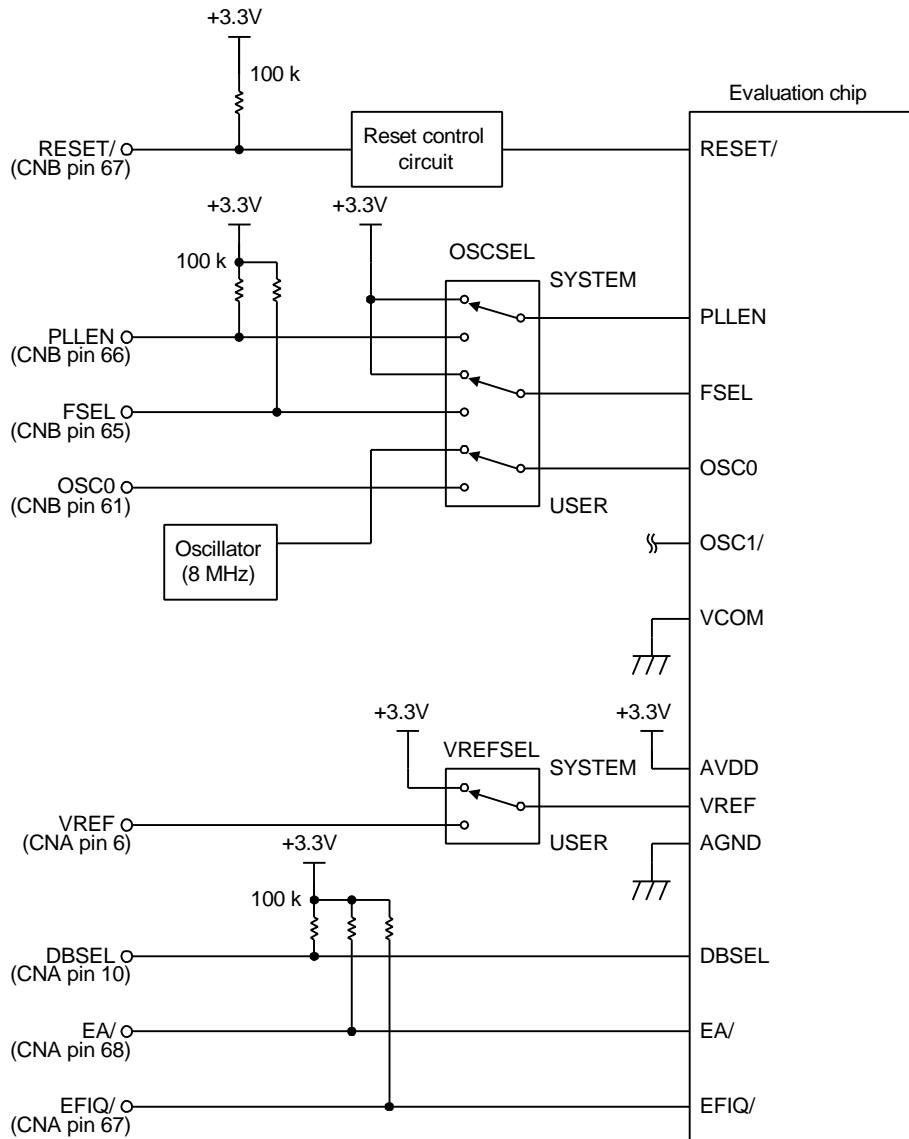 +3.3V
100 k
Evaluation chip
RESET/
(CNB pin 67)
Reset control
circuit
RESET/
+3.3V
+3.3V
100 k
OSCSEL
SYSTEM
PLLEN
(CNB pin 66)
PLLEN
FSEL
(CNB pin 65)
FSEL
OSC0
(CNB pin 61)
OSC0
USER
Oscillator
(8 MHz)
OSC1/
VCOM
+3.3V
+3.3V
VREFSEL
SYSTEM
AVDD
VREF
(CNA pin 6)
VREF
USER
AGND
+3.3V
100 k
DBSEL
(CNA pin 10)
DBSEL
EA/
(CNA pin 68)
EA/
EFIQ/
(CNA pin 67)
EFIQ/